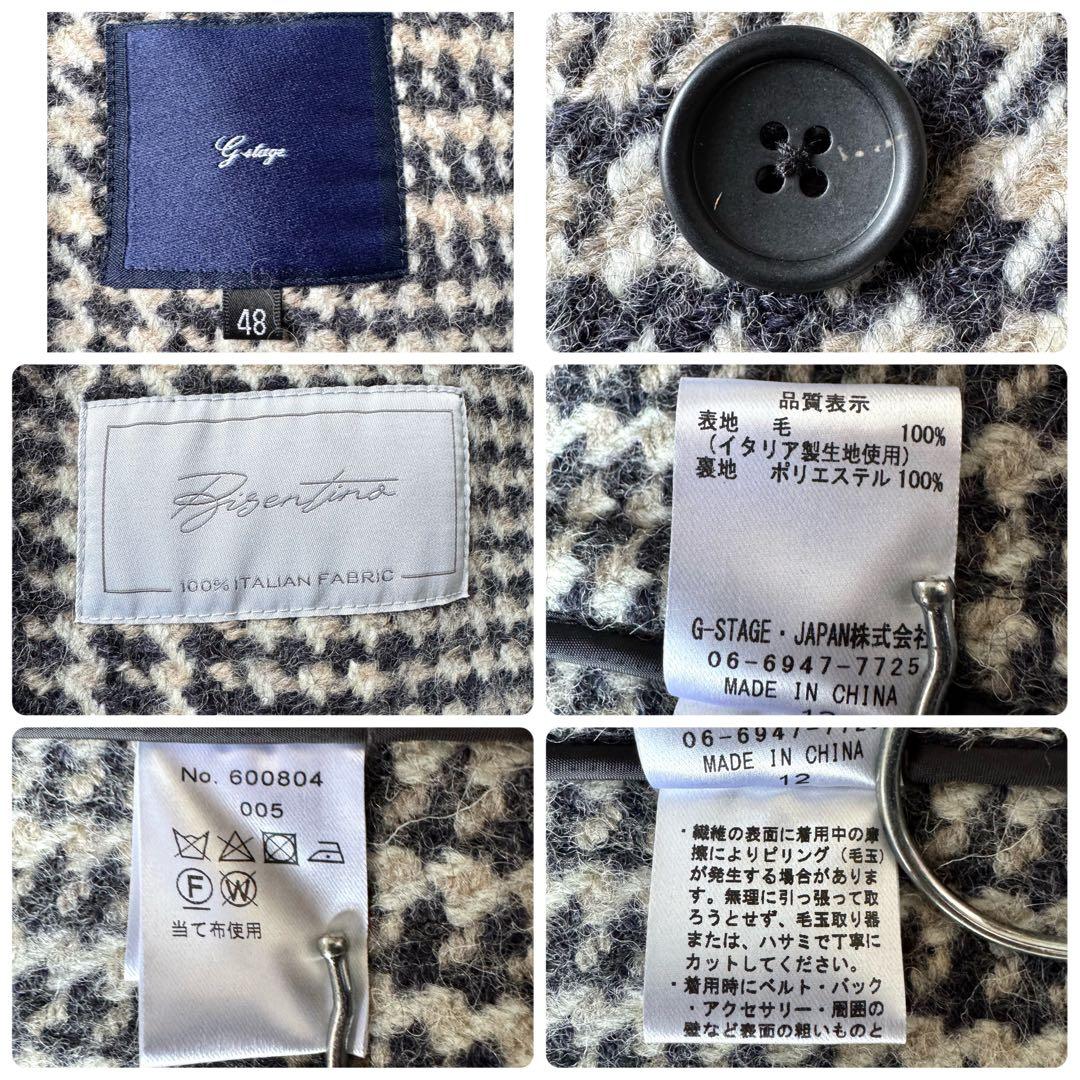 G-stage
48
Bisentino
100% ITALIAN FABRIC
品質表示
表地 毛 100%
(イタリア製生地使用)
裏地 ポリエステル 100%
G-STAGE・JAPAN株式会社
06-6947-7725
MADE IN CHINA
12
No. 600804
005
F W
当て布使用
06-6947-772
MADE IN CHINA
12
・繊維の表面に着用中の摩
擦によりピリング(毛玉)
が発生する場合がありま
す。無理に引っ張って取
ろうとせず、毛玉取り器
または、ハサミで丁寧に
カットしてください。
・着用時にベルト・バック
・アクセサリー・周囲の
壁など表面の粗いものと